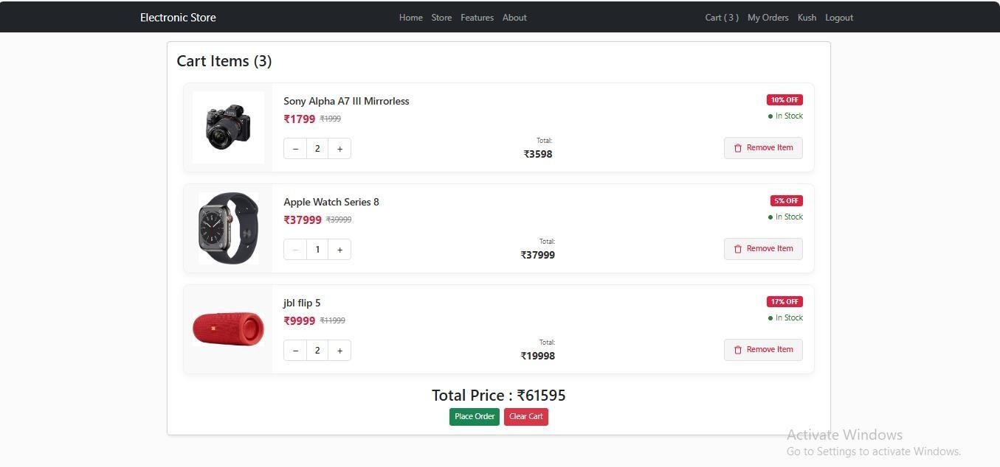 Electronic Store Home Store Features About Cart ( 3 ) My Orders Kush Logout
Cart Items (3)
Sony Alpha A7 III Mirrorless 10% OFF
₹1799 ₹1999 In Stock
− 2 + Total: Remove Item
₹3598
Apple Watch Series 8 5% OFF
₹37999 ₹39999 In Stock
− 1 + Total: Remove Item
₹37999
jbl flip 5 17% OFF
₹9999 ₹11999 In Stock
− 2 + Total: Remove Item
₹19998
Total Price : ₹61595
Place Order Clear Cart
Activate Windows
Go to Settings to activate Windows.